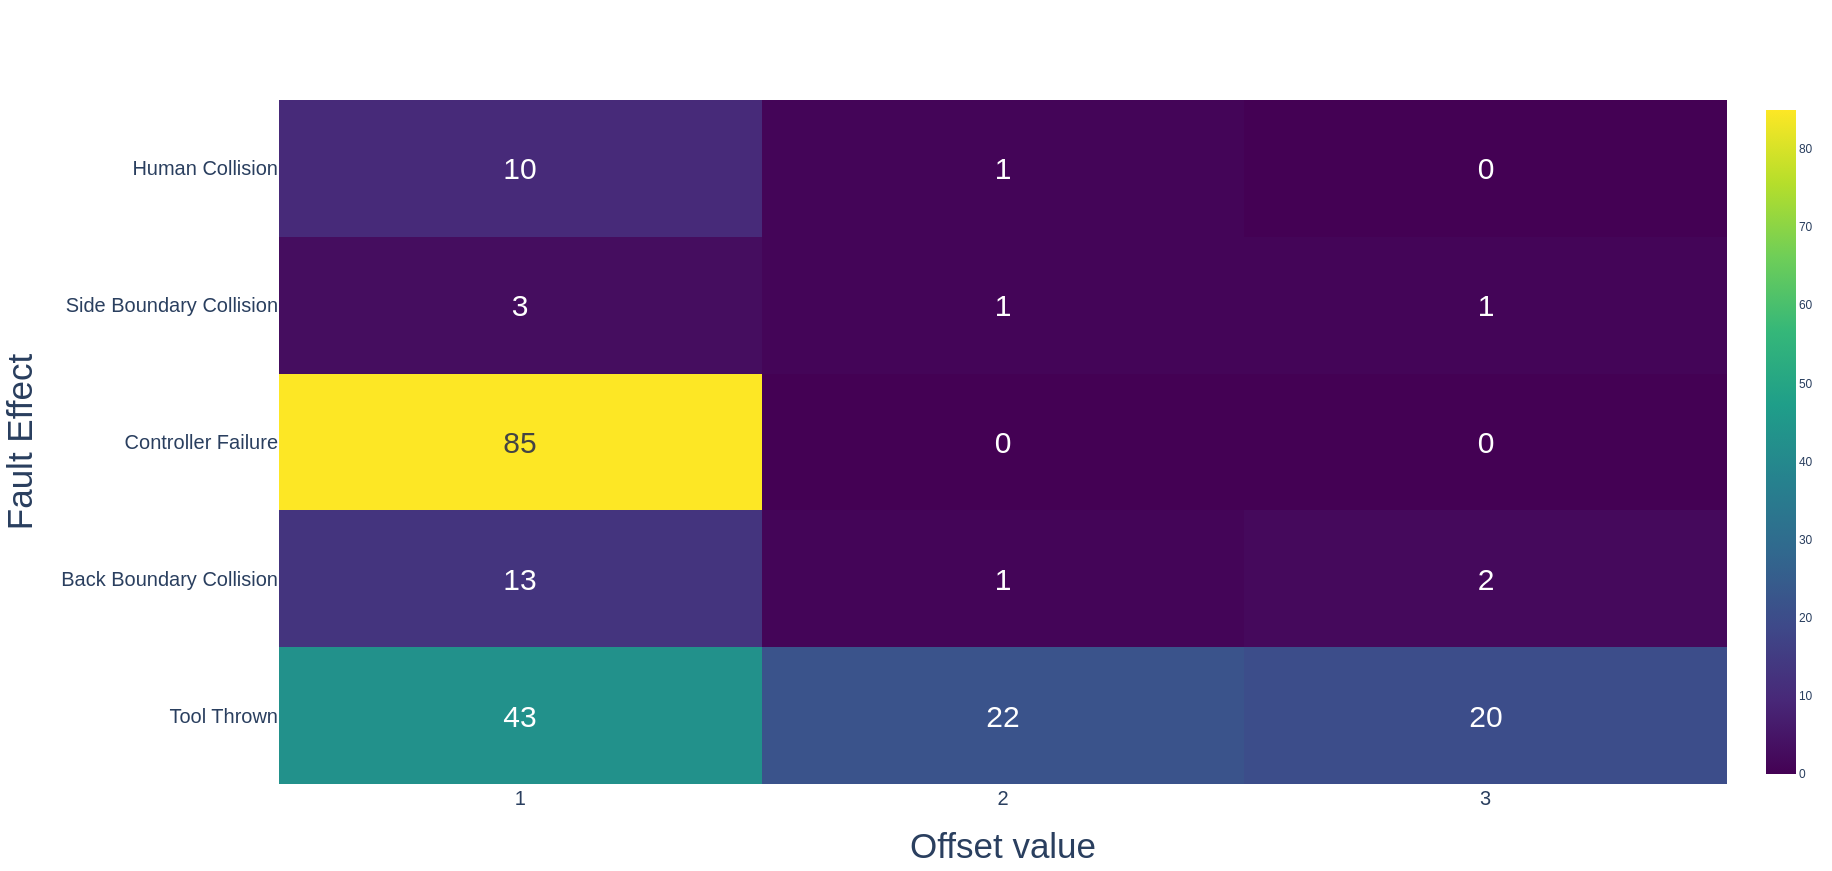 Human Collision 10 1 0
Side Boundary Collision 3 1 1
Controller Failure 85 0 0
Back Boundary Collision 13 1 2
Tool Thrown 43 22 20
1 2 3
Offset value
Fault Effect
80
70
60
50
40
30
20
10
0